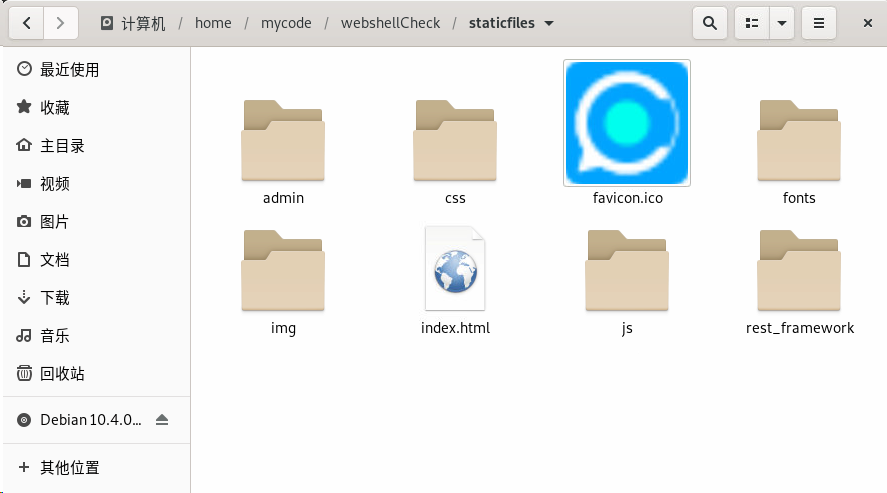 计算机 / home / mycode / webshellCheck / staticfiles
最近使用
收藏
主目录
视频
图片
文档
下载
音乐
回收站
Debian 10.4.0...
其他位置
admin css favicon.ico fonts
img index.html js rest_framework